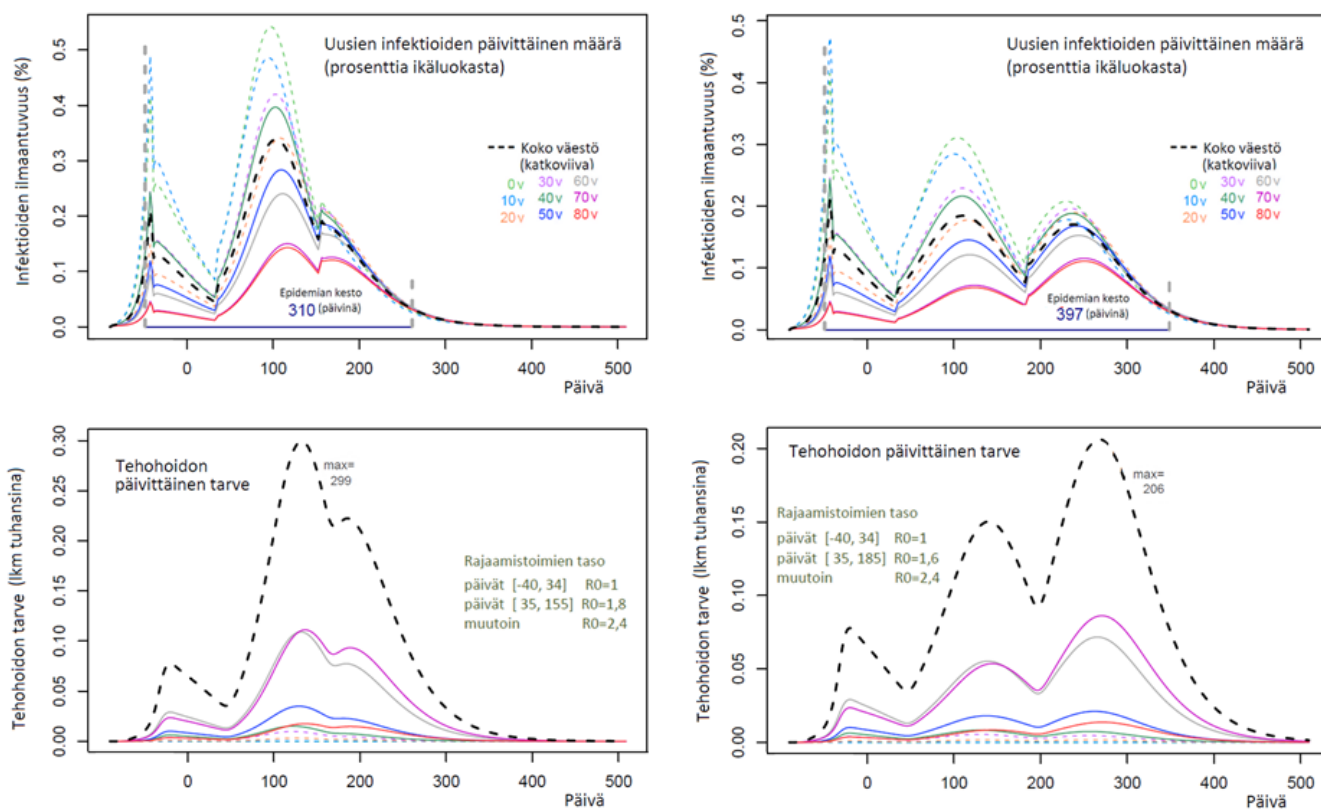 Uusien infektioiden päivittäinen määrä
(prosenttia ikäluokasta)
Infektioiden ilmaantuvuus (%)
0.0 0.1 0.2 0.3 0.4 0.5
Koko väestö
(katkoviiva)
0v 30v 60v
10v 40v 70v
20v 50v 80v
Epidemian kesto
310 (päivinä)
0 100 200 300 400 500
Päivä
Uusien infektioiden päivittäinen määrä
(prosenttia ikäluokasta)
Infektioiden ilmaantuvuus (%)
0.0 0.1 0.2 0.3 0.4 0.5
Koko väestö
(katkoviiva)
0v 30v 60v
10v 40v 70v
20v 50v 80v
Epidemian kesto
397 (päivinä)
0 100 200 300 400 500
Päivä
Tehohoidon
päivittäinen tarve
Tehohoidon tarve (lkm tuhansina)
0.00 0.05 0.10 0.15 0.20 0.25 0.30
max=
299
Rajaamistoimien taso
päivät [-40, 34] R0=1
päivät [ 35, 155] R0=1,8
muutoin R0=2,4
0 100 200 300 400 500
Päivä
Tehohoidon päivittäinen tarve
Tehohoidon tarve (lkm tuhansina)
0.00 0.05 0.10 0.15 0.20
max=
206
Rajaamistoimien taso
päivät [-40, 34] R0=1
päivät [ 35, 185] R0=1,6
muutoin R0=2,4
0 100 200 300 400 500
Päivä